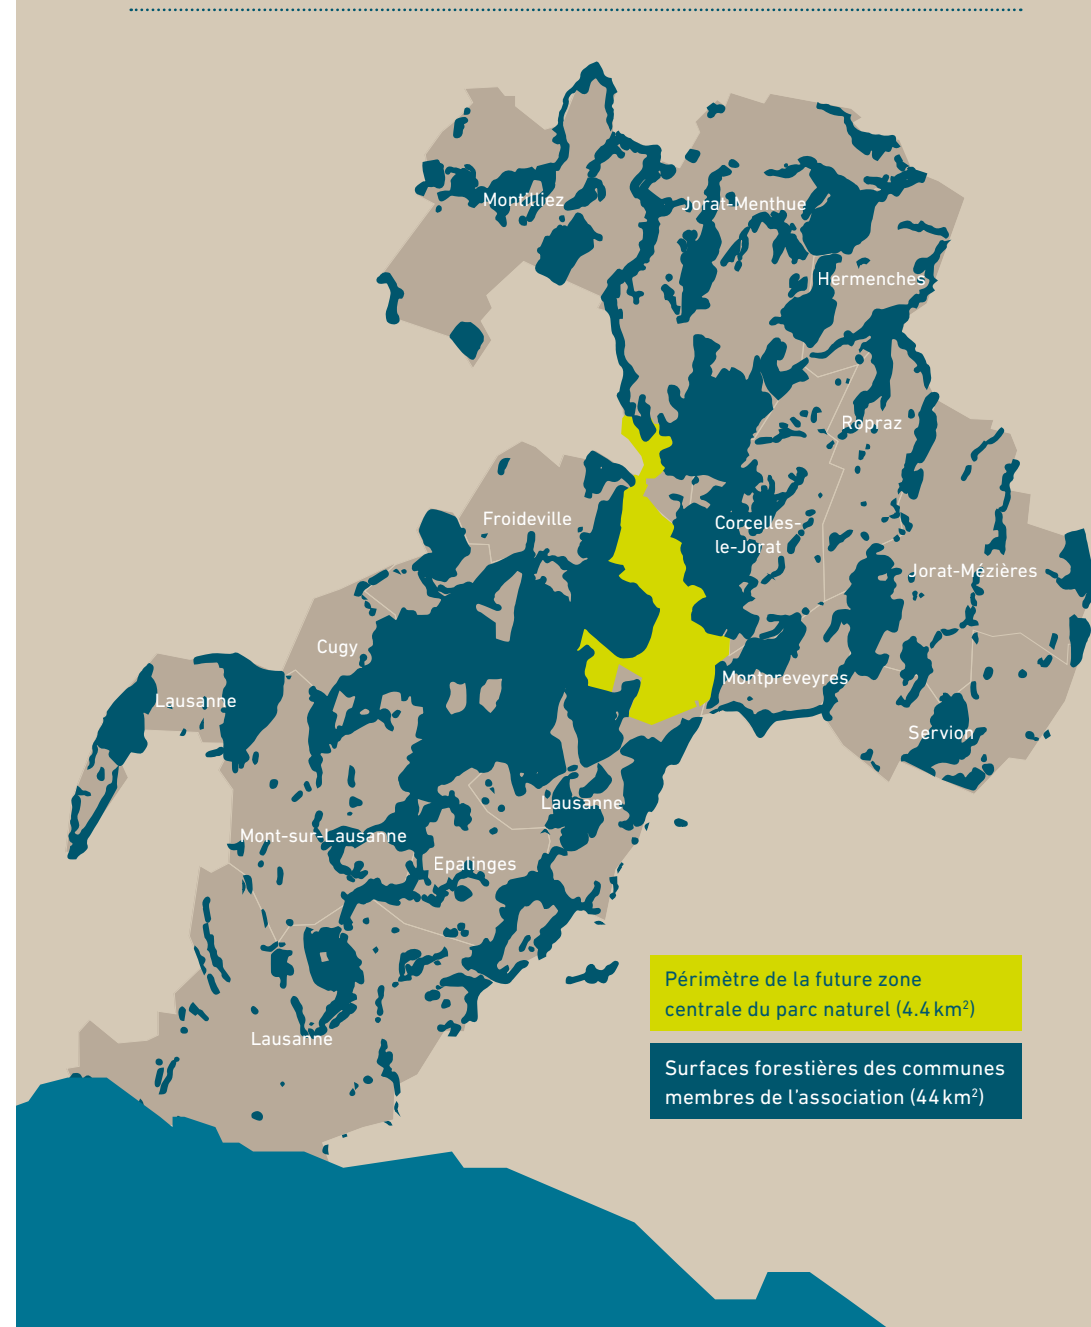 Montilliez
Jorat-Menthue
Hermenches
Ropraz
Froideville
Corcelles-
le-Jorat
Jorat-Mézières
Cugy
Montpreveyres
Lausanne
Servion
Lausanne
Mont-sur-Lausanne
Epalinges
Périmètre de la future zone
centrale du parc naturel (4.4 km²)
Lausanne
Surfaces forestières des communes
membres de l’association (44 km²)